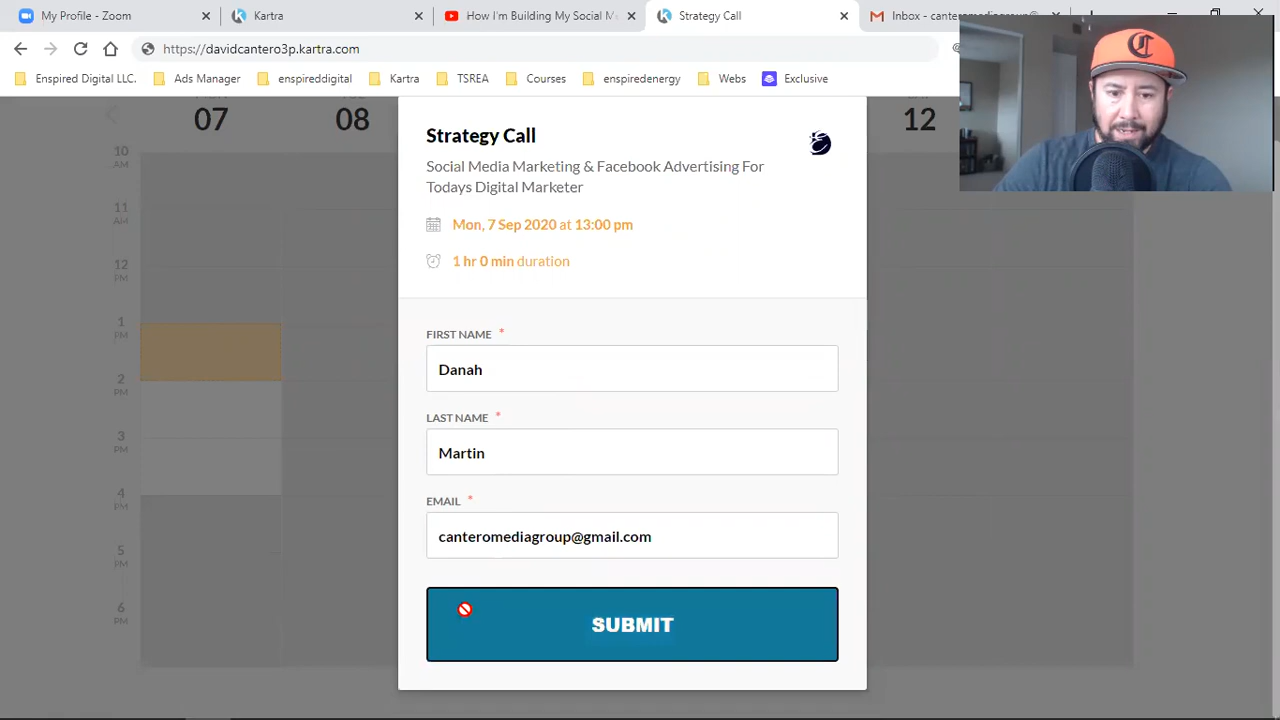 My Profile - Zoom
Kartra
How I'm Building My Social M
Strategy Call
https://davidcantero3p.kartra.com
Enspired Digital LLC.
Ads Manager
enspireddigital
Kartra
TSREA
Courses
enspiredenergy
Webs
Exclusive
07
08
12
10
AM
11
AM
12
PM
1
PM
2
PM
3
PM
4
PM
5
PM
6
PM
Strategy Call
Social Media Marketing & Facebook Advertising For
Todays Digital Marketer
Mon, 7 Sep 2020 at 13:00 pm
1 hr 0 min duration
FIRST NAME *
Danah
LAST NAME *
Martin
EMAIL *
canteromediagroup@gmail.com
SUBMIT